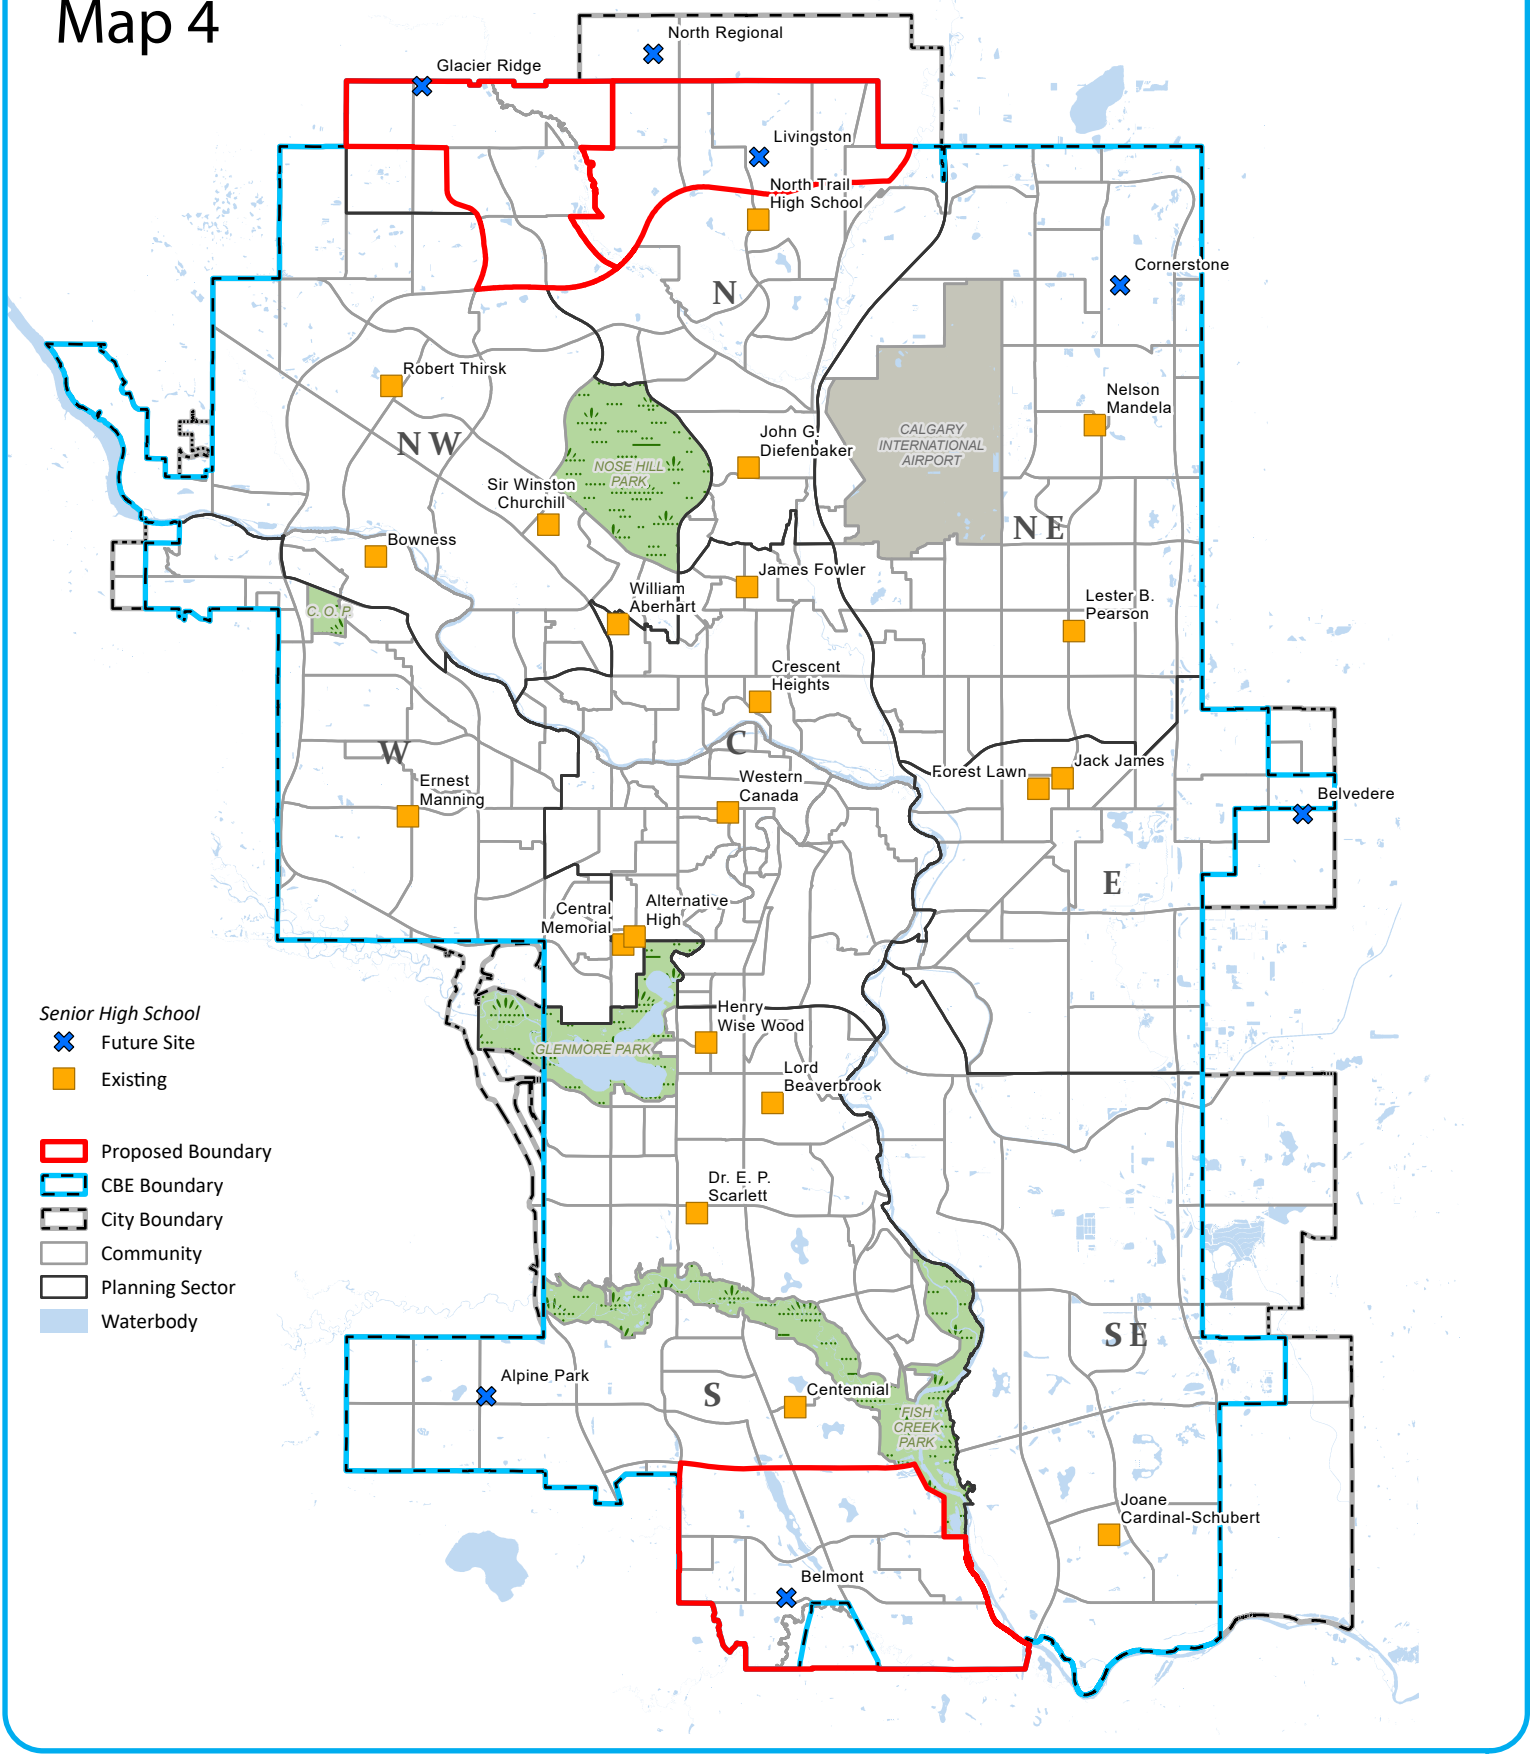 Map 4
North Regional
Glacier Ridge
Livingston
North Trail
High School
Cornerstone
N
Robert Thirsk
Nelson
Mandela
NW
John G.
Diefenbaker
CALGARY
INTERNATIONAL
AIRPORT
NOSE HILL
PARK
Sir Winston
Churchill
NE
Bowness
James Fowler
William
Aberhart
Lester B.
Pearson
C.O.P.
Crescent
Heights
W
C
Ernest
Manning
Western
Canada
Forest Lawn
Jack James
Belvedere
E
Central
Memorial
Alternative
High
Henry
Wise Wood
GLENMORE PARK
Lord
Beaverbrook
Senior High School
Future Site
Existing
Proposed Boundary
CBE Boundary
City Boundary
Community
Planning Sector
Waterbody
Dr. E. P.
Scarlett
SE
Alpine Park
S
Centennial
FISH
CREEK
PARK
Joane
Cardinal-Schubert
Belmont